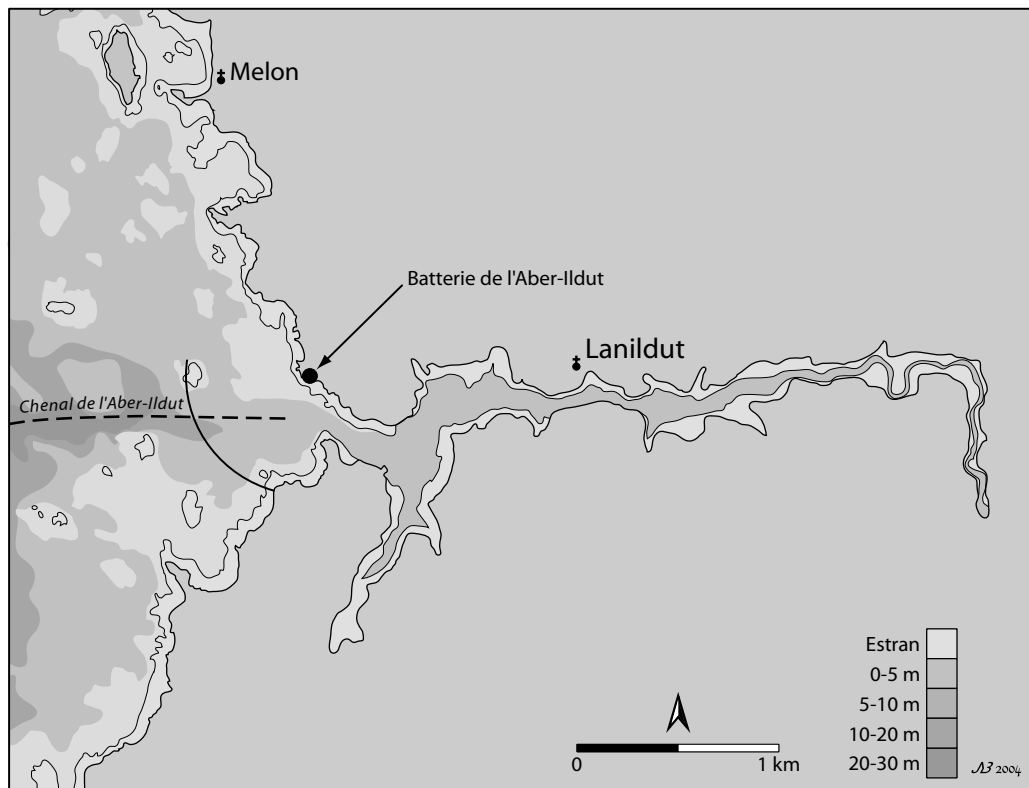 Melon
Batterie de l'Aber-Ildut
Lanildut
Chenal de l'Aber-Ildut
Estran
0-5 m
5-10 m
10-20 m
20-30 m
0 1 km
NB 2004